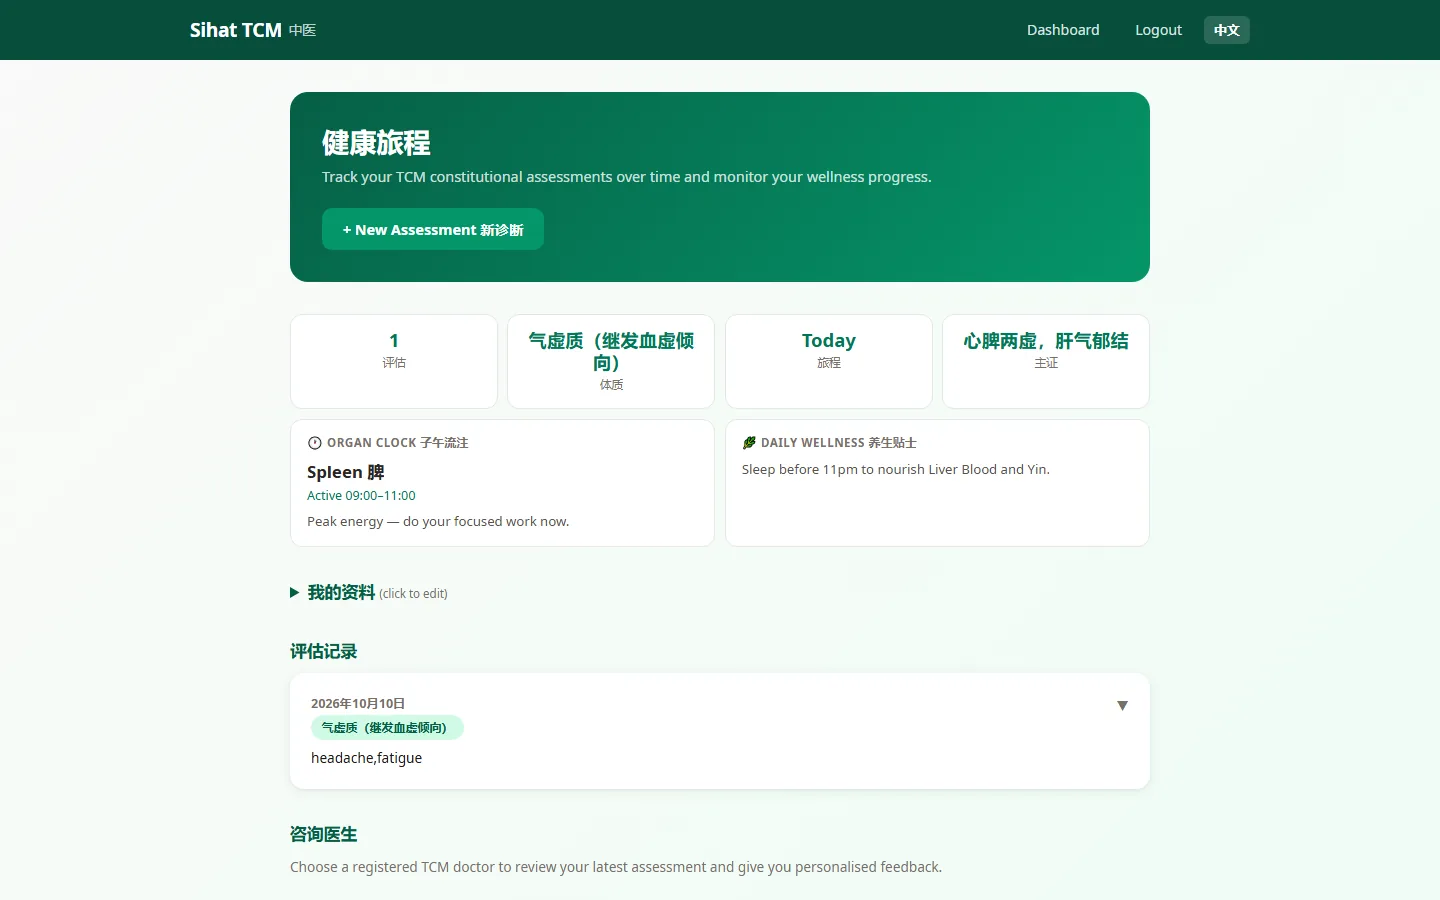 Sihat TCM 中医
Dashboard
Logout
中文
健康旅程
Track your TCM constitutional assessments over time and monitor your wellness progress.
+ New Assessment 新诊断
1
评估
气虚质（继发血虚倾向）
体质
Today
旅程
心脾两虚，肝气郁结
主证
ORGAN CLOCK 子午流注
Spleen 脾
Active 09:00–11:00
Peak energy — do your focused work now.
DAILY WELLNESS 养生贴士
Sleep before 11pm to nourish Liver Blood and Yin.
我的资料 (click to edit)
评估记录
2026年10月10日
气虚质（继发血虚倾向）
headache,fatigue
咨询医生
Choose a registered TCM doctor to review your latest assessment and give you personalised feedback.